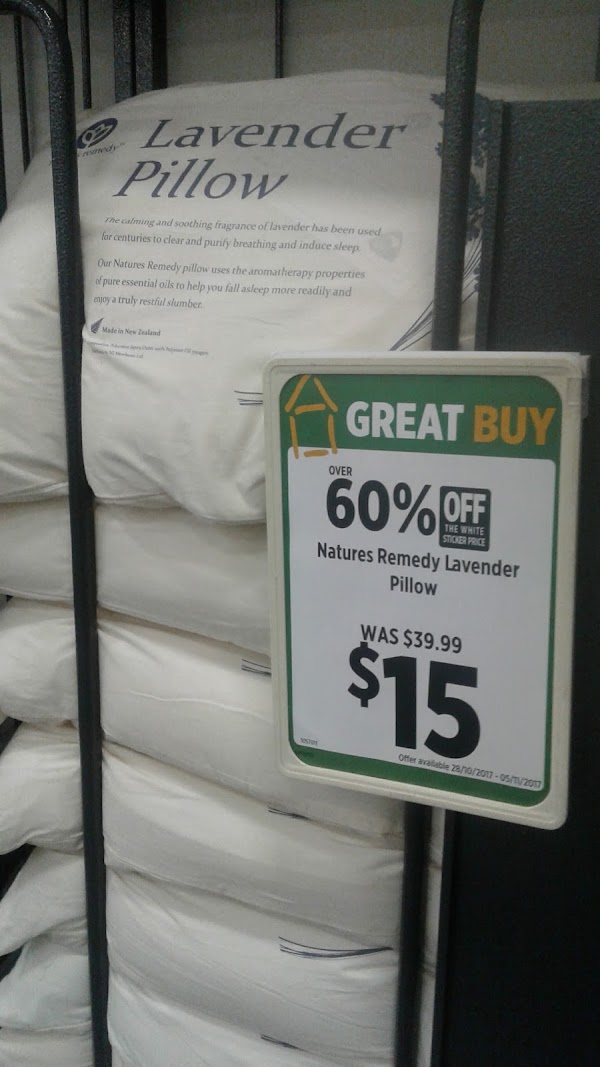 remedy™
Lavender
Pillow
The calming and soothing fragrance of lavender has been used
for centuries to clear and purify breathing and induce sleep.
Our Natures Remedy pillow uses the aromatherapy properties
of pure essential oils to help you fall asleep more readily and
enjoy a truly restful slumber.
Made in New Zealand
GREAT BUY
OVER
60% OFF
THE WHITE
STICKER PRICE
Natures Remedy Lavender
Pillow
WAS $39.99
$15
Offer available 28/10/2017 - 05/11/2017